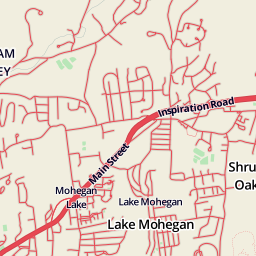 AM
EY
Inspiration Road
Main Street
Shru
Oak
Mohegan
Lake
Lake Mohegan
Lake Mohegan